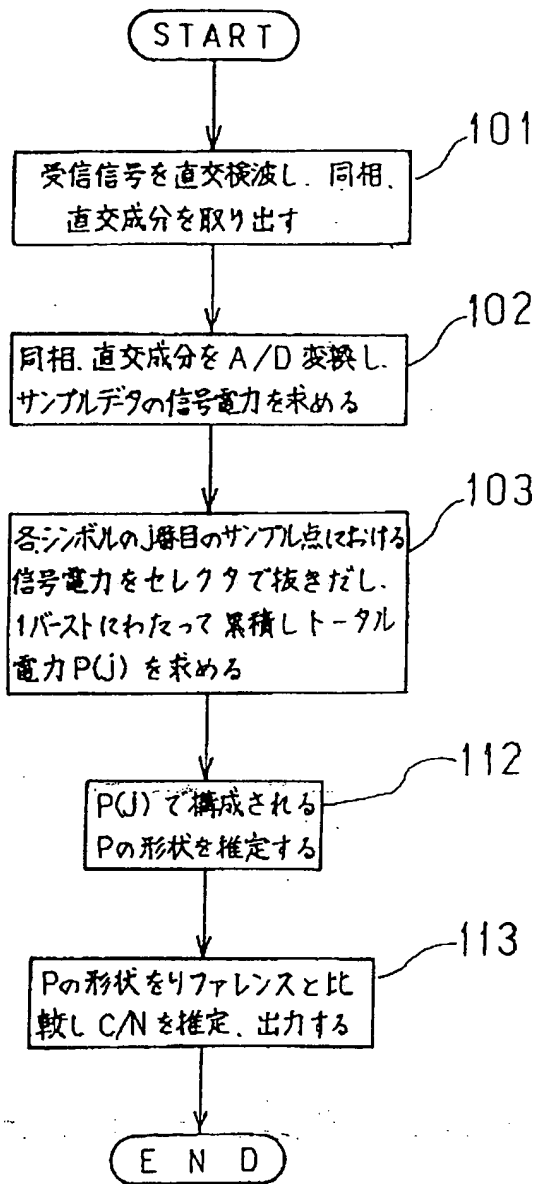 START
101
受信信号を直交検波し、同相、
直交成分を取り出す
102
同相、直交成分をA/D変換し、
サンプルデータの信号電力を求める
103
各シンボルのj番目のサンプル点における
信号電力をセレクタで抜きだし、
1バーストにわたって累積しトータル
電力P(j)を求める
112
P(j)で構成される
Pの形状を推定する
113
Pの形状をリファレンスと比
較しC/Nを推定、出力する
END